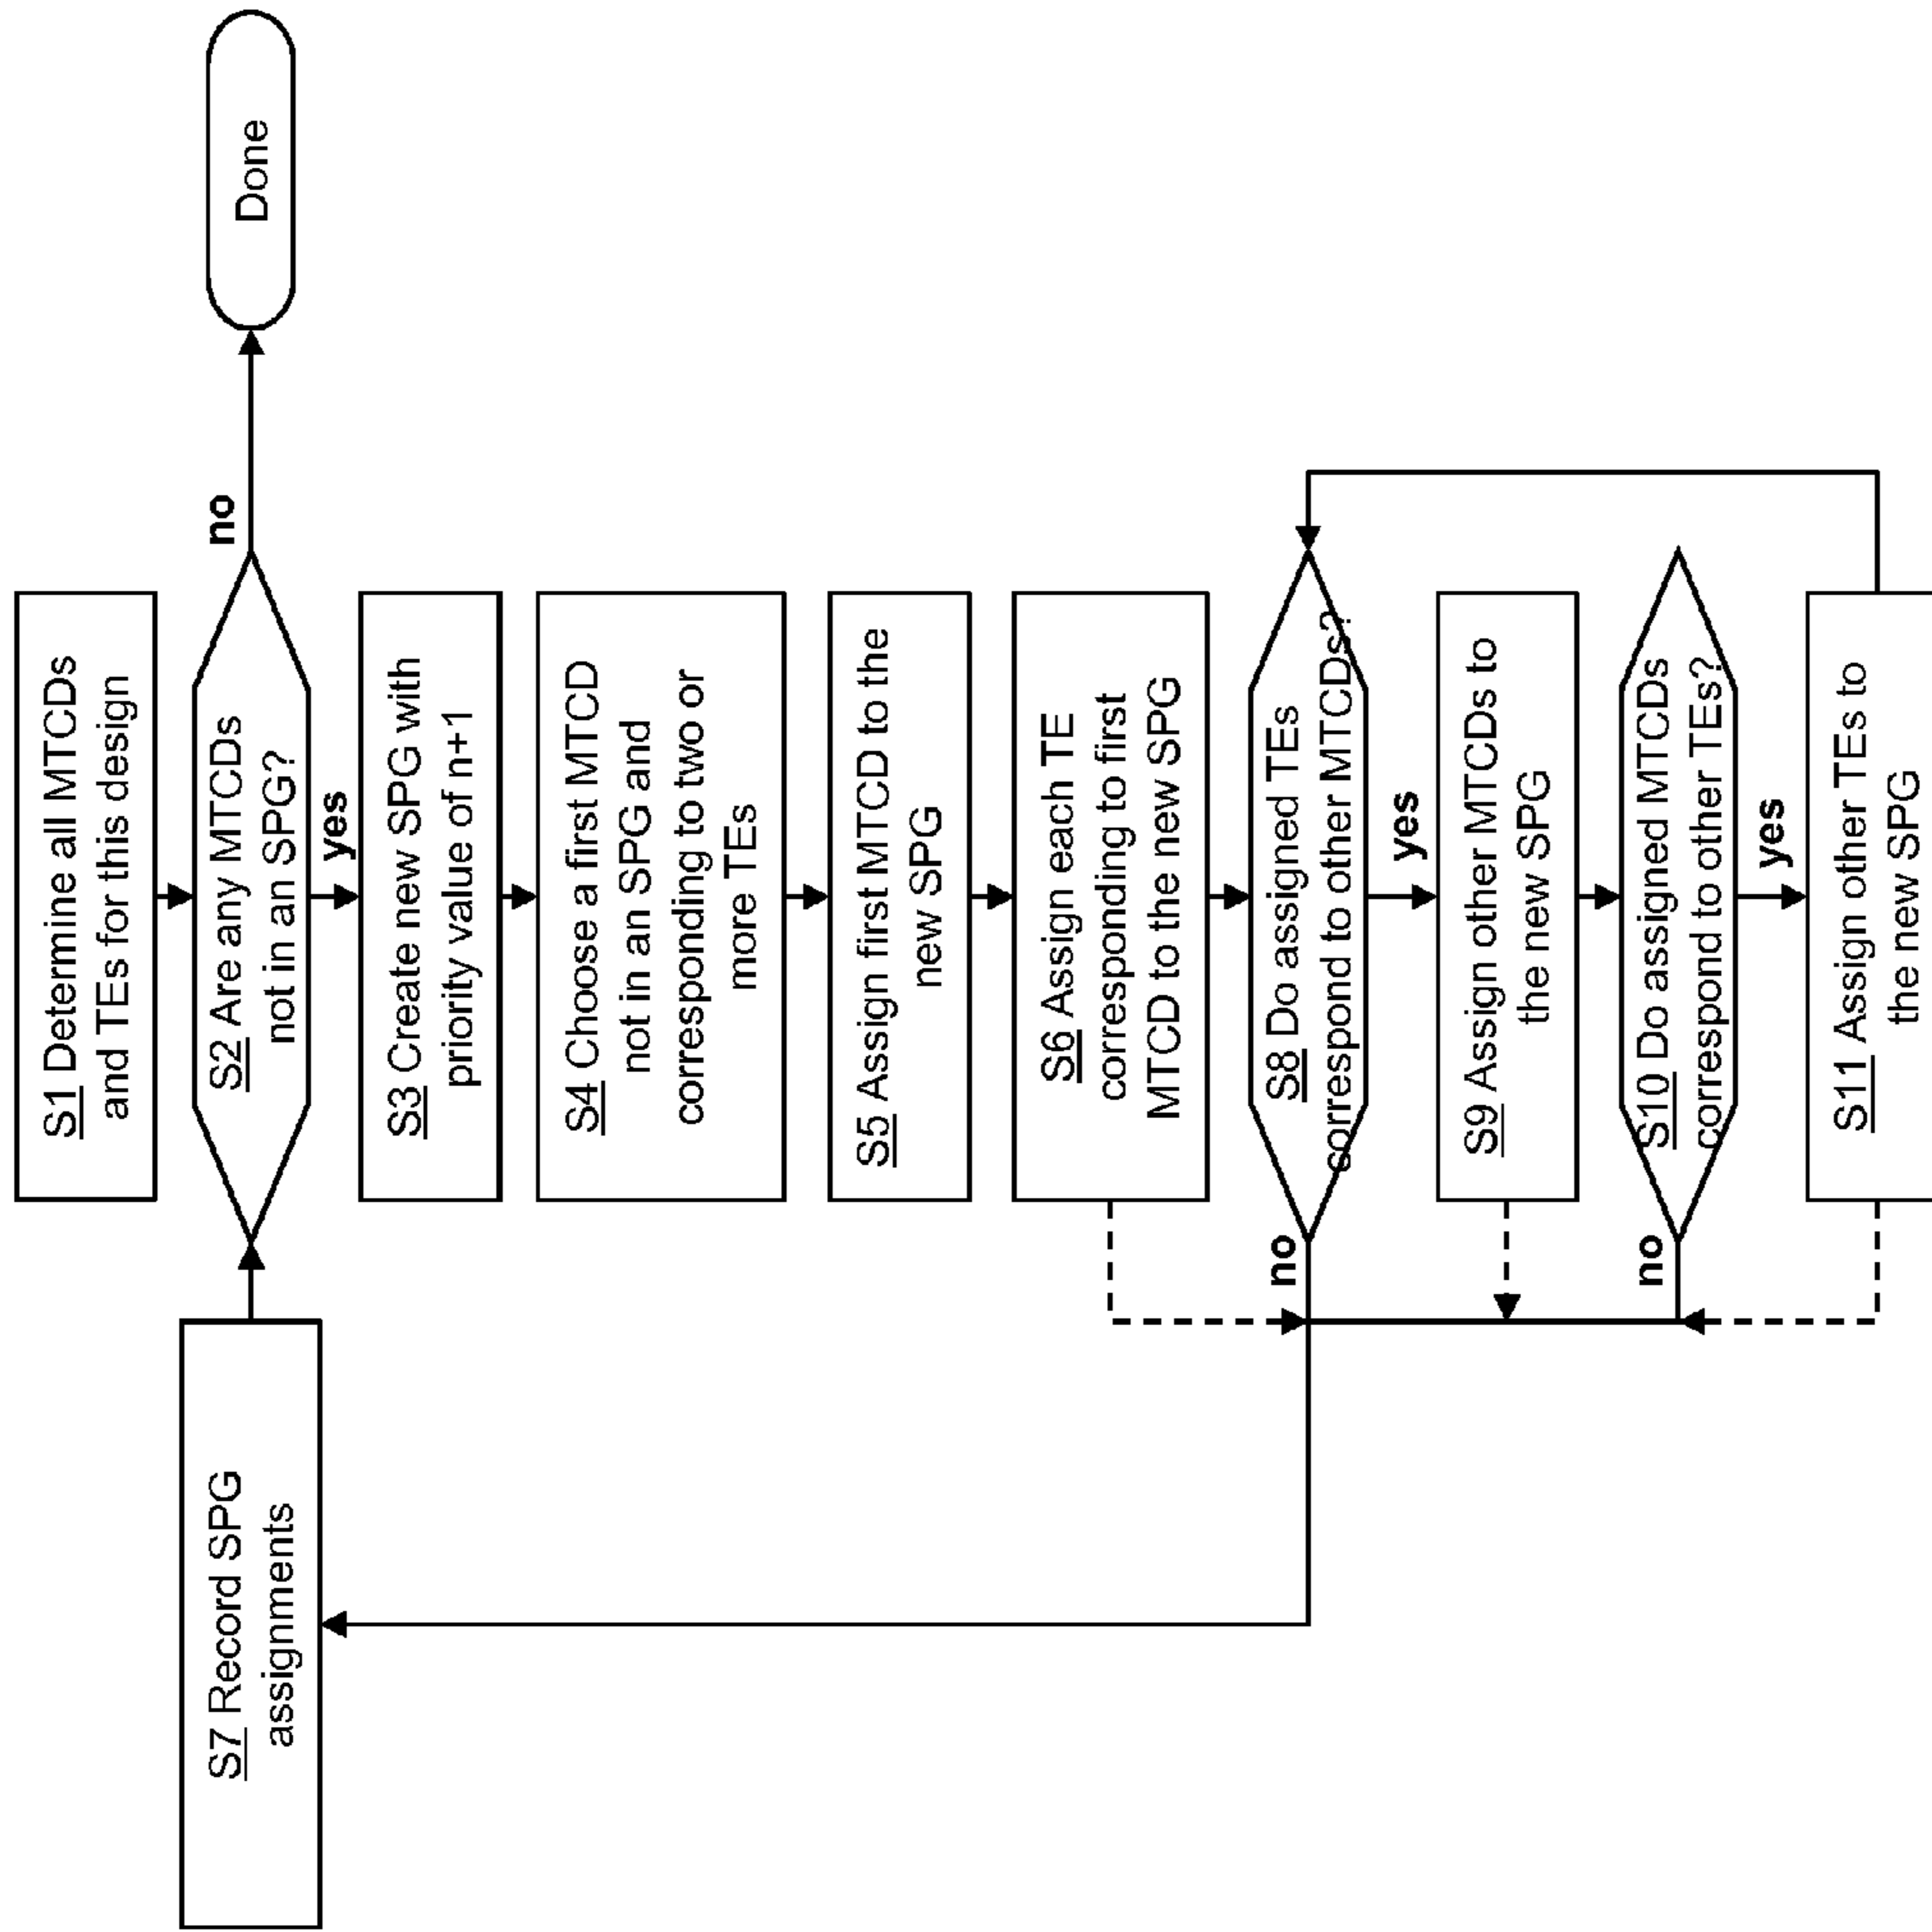 S1 Determine all MTCDs
and TEs for this design
S7 Record SPG
assignments
S2 Are any MTCDs
not in an SPG?
no
Done
yes
S3 Create new SPG with
priority value of n+1
S4 Choose a first MTCD
not in an SPG and
corresponding to two or
more TEs
S5 Assign first MTCD to the
new SPG
S6 Assign each TE
corresponding to first
MTCD to the new SPG
no
S8 Do assigned TEs
correspond to other MTCDs?
yes
S9 Assign other MTCDs to
the new SPG
no
S10 Do assigned MTCDs
correspond to other TEs?
yes
S11 Assign other TEs to
the new SPG